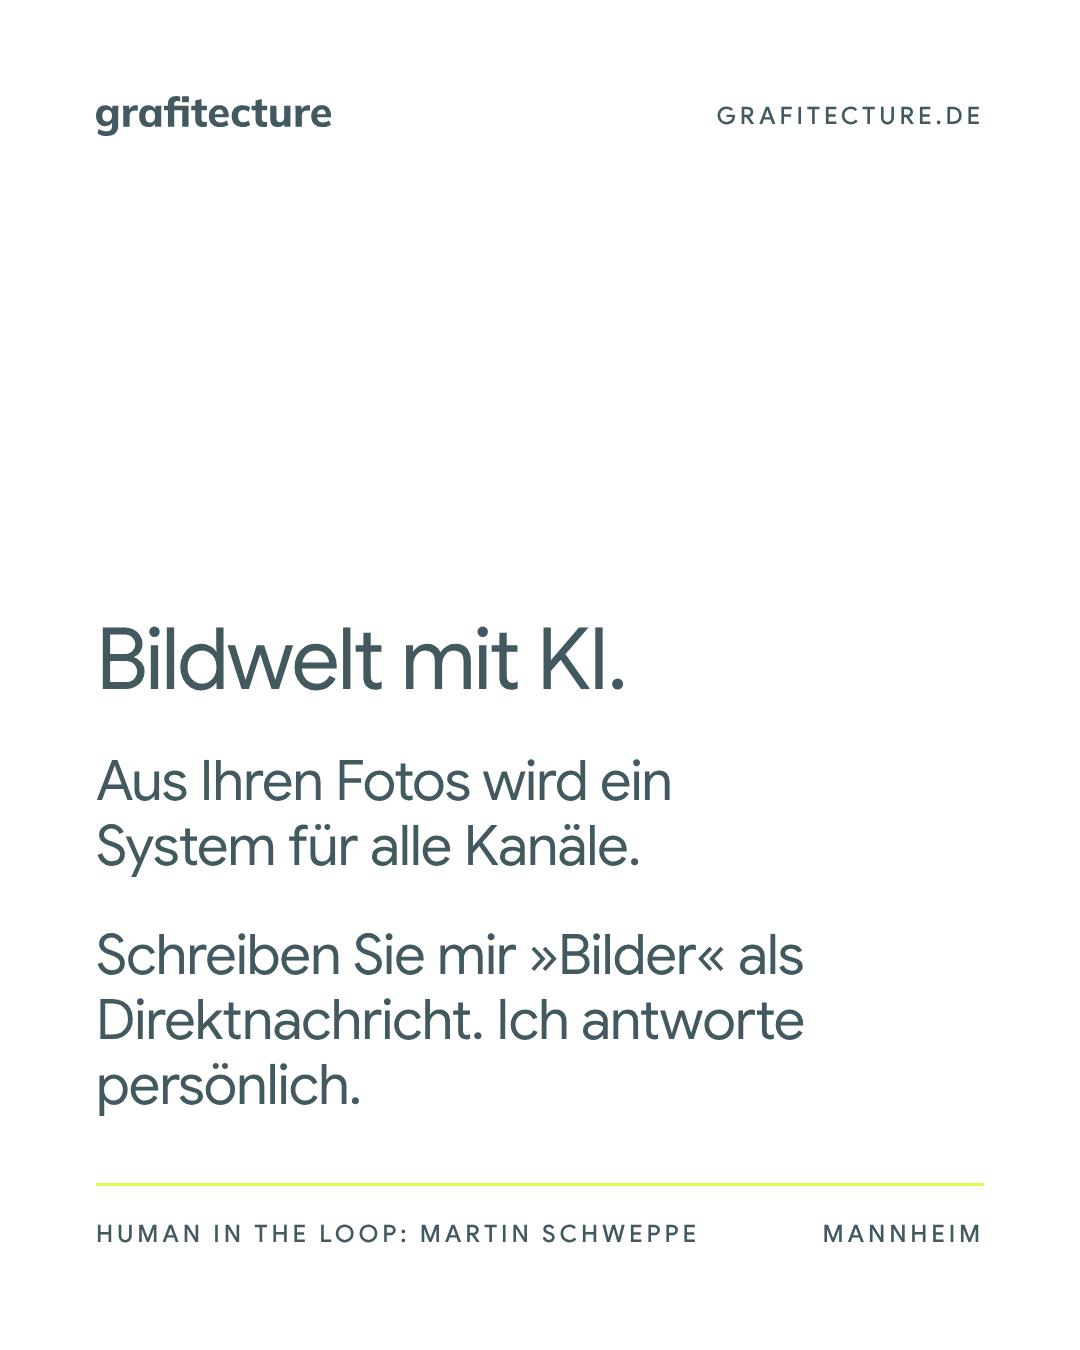 grafitecture
GRAFITECTURE.DE
Bildwelt mit KI.
Aus Ihren Fotos wird ein
System für alle Kanäle.
Schreiben Sie mir »Bilder« als
Direktnachricht. Ich antworte
persönlich.
HUMAN IN THE LOOP: MARTIN SCHWEPPE
MANNHEIM